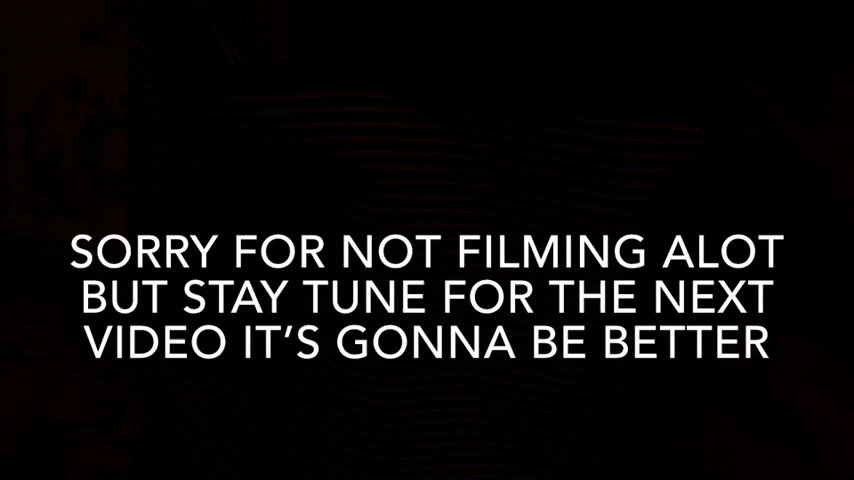 SORRY FOR NOT FILMING ALOT
BUT STAY TUNE FOR THE NEXT
VIDEO IT’S GONNA BE BETTER